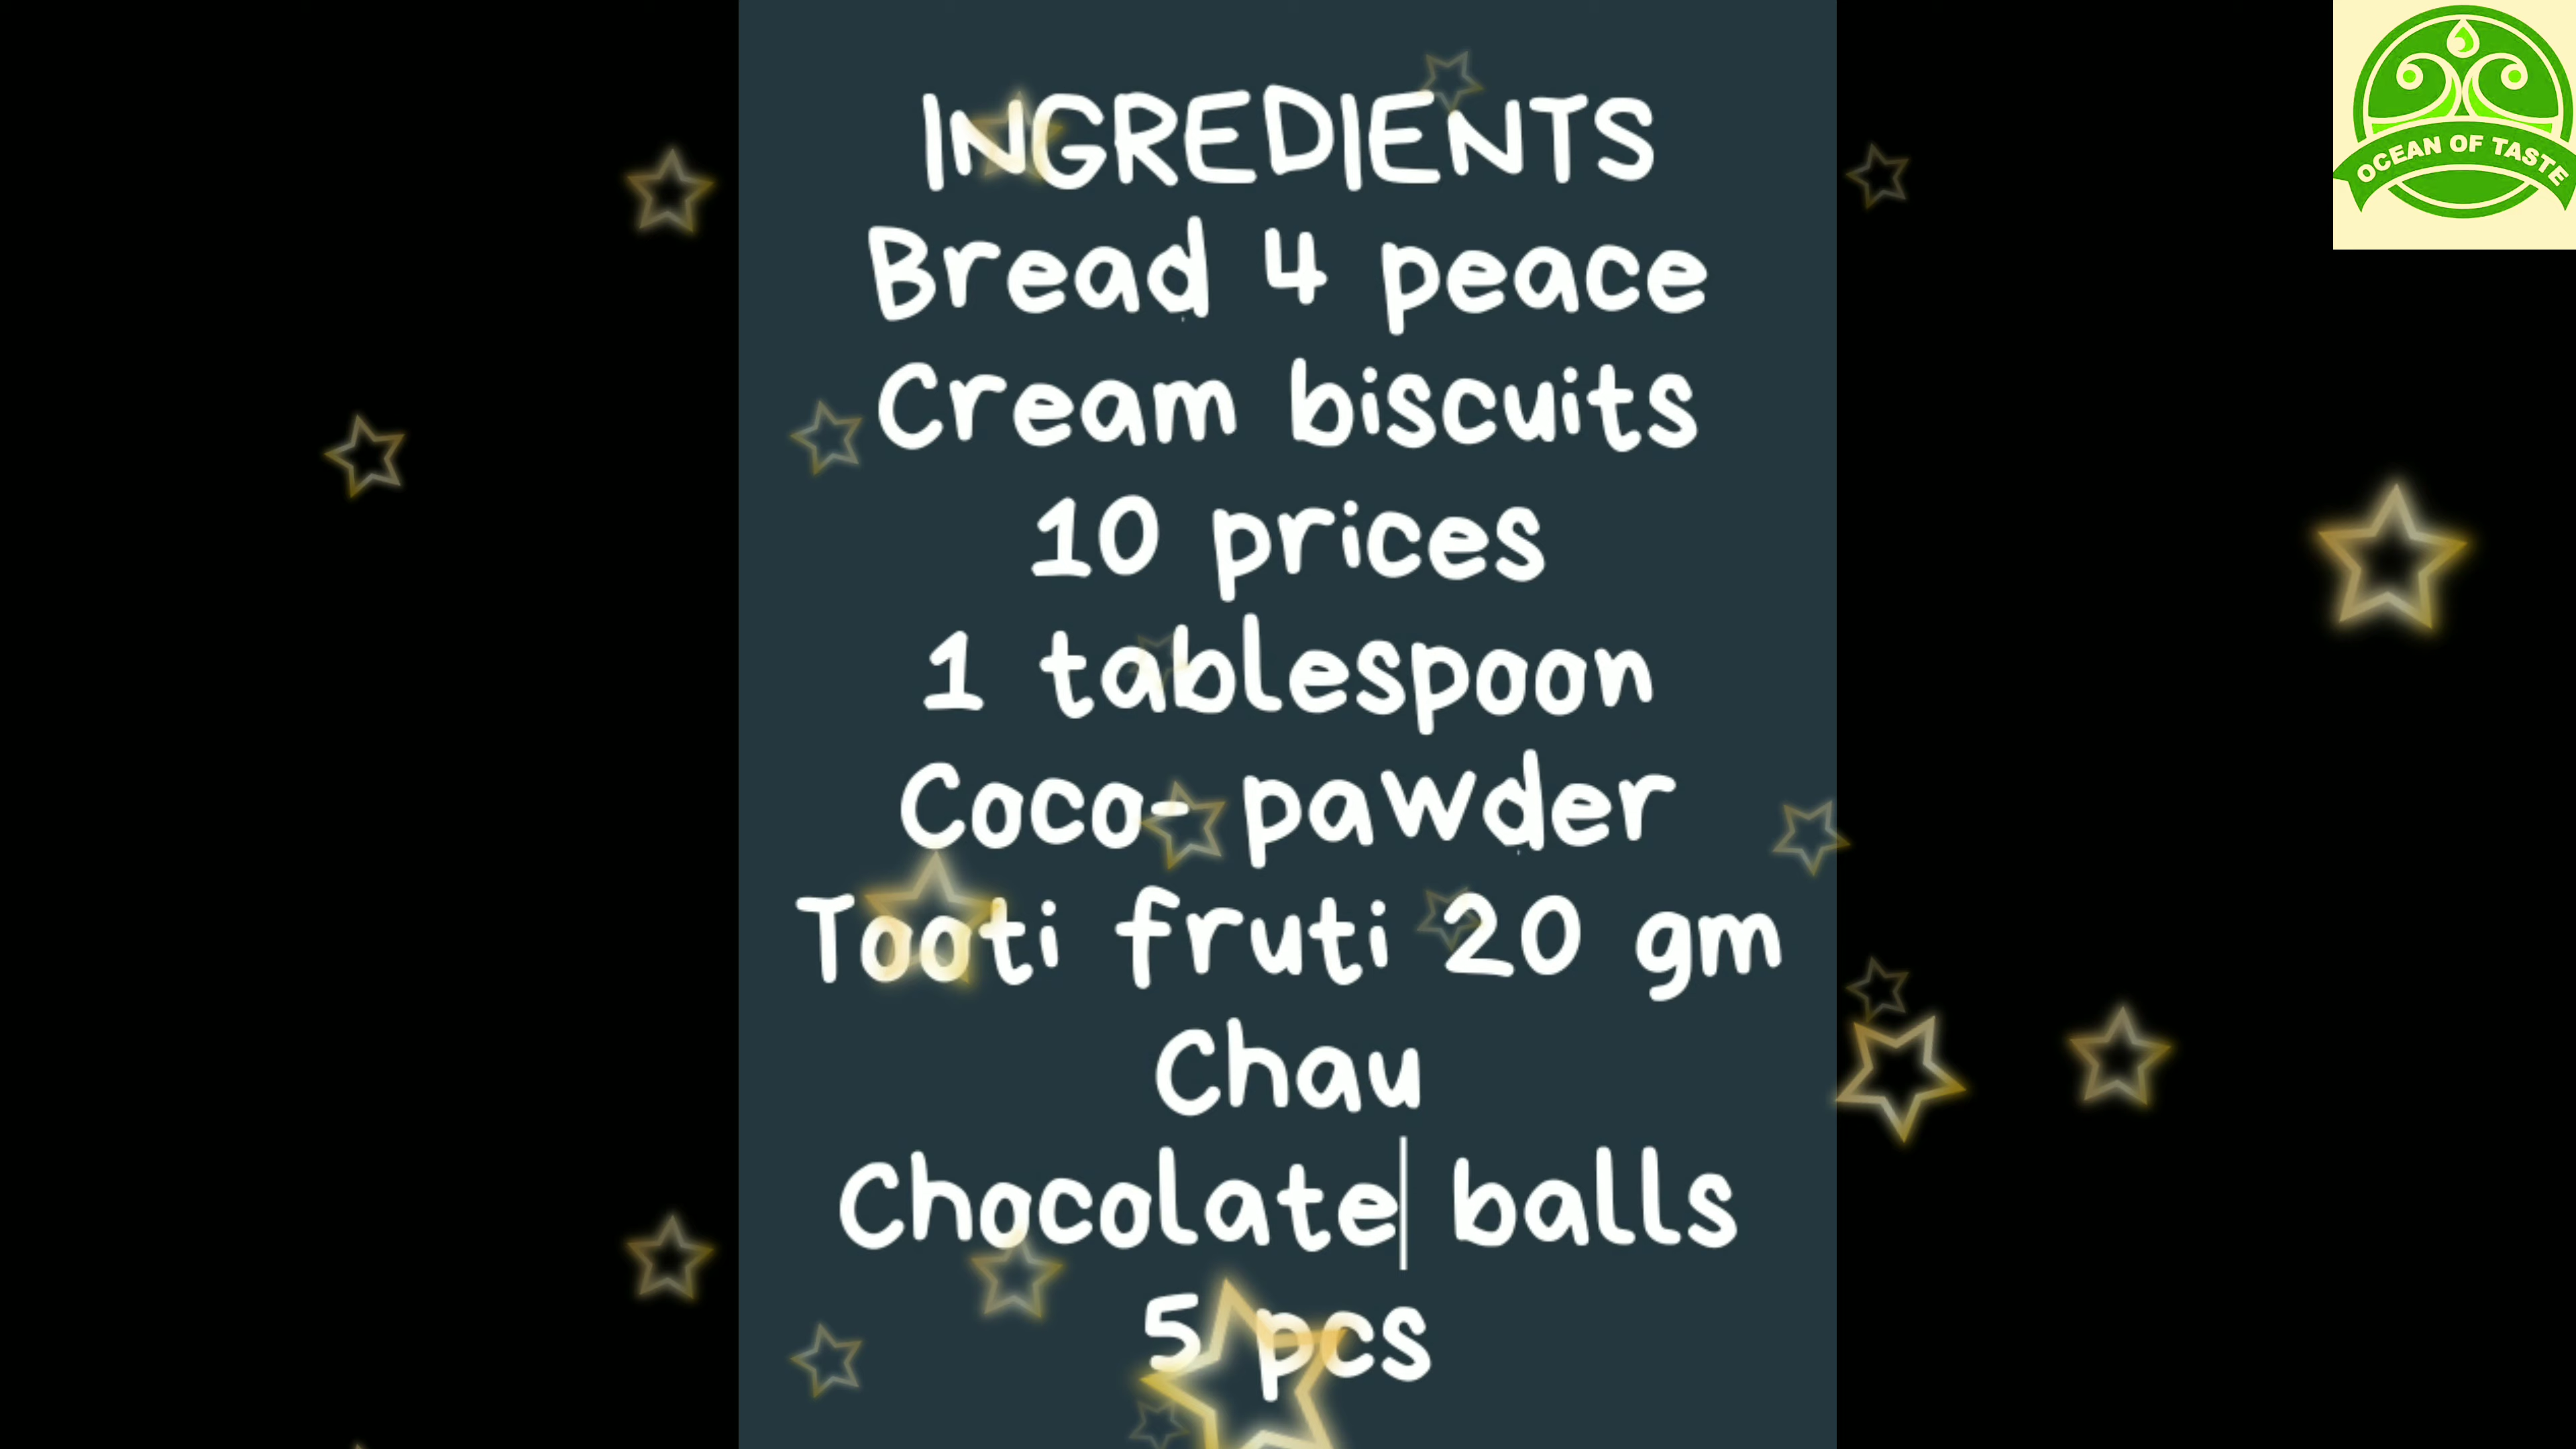 INGREDIENTS
Bread 4 peace
Cream biscuits
10 prices
1 tablespoon
Coco- pawder
Tooti fruti 20 gm
Chau
Chocolate balls
5 pcs
OCEAN OF TASTE